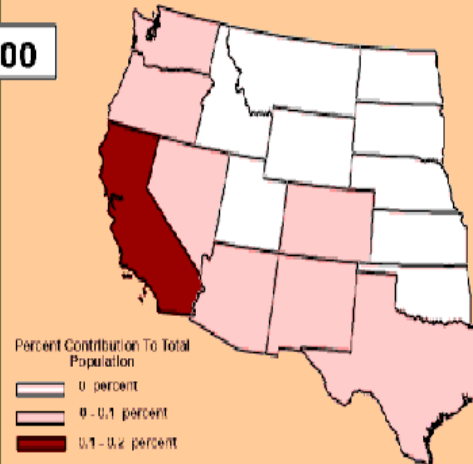 00
Percent Contribution To Total
Population
0 percent
0 - 0.1 percent
0.1 - 0.2 percent